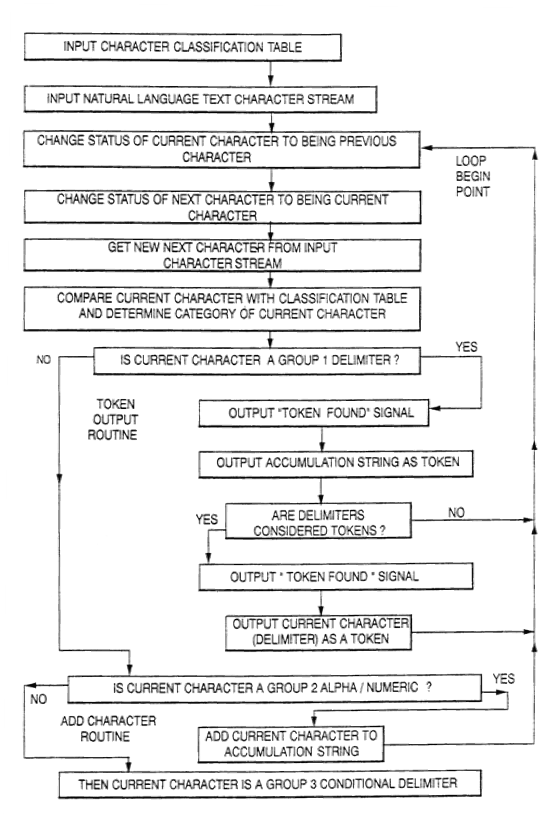 INPUT CHARACTER CLASSIFICATION TABLE
INPUT NATURAL LANGUAGE TEXT CHARACTER STREAM
CHANGE STATUS OF CURRENT CHARACTER TO BEING PREVIOUS
CHARACTER
LOOP
BEGIN
POINT
CHANGE STATUS OF NEXT CHARACTER TO BEING CURRENT
CHARACTER
GET NEW NEXT CHARACTER FROM INPUT
CHARACTER STREAM
COMPARE CURRENT CHARACTER WITH CLASSIFICATION TABLE
AND DETERMINE CATEGORY OF CURRENT CHARACTER
NO
IS CURRENT CHARACTER A GROUP 1 DELIMITER ?
YES
TOKEN
OUTPUT
ROUTINE
OUTPUT "TOKEN FOUND" SIGNAL
OUTPUT ACCUMULATION STRING AS TOKEN
YES
ARE DELIMITERS
CONSIDERED TOKENS ?
NO
OUTPUT " TOKEN FOUND " SIGNAL
OUTPUT CURRENT CHARACTER
(DELIMITER) AS A TOKEN
IS CURRENT CHARACTER A GROUP 2 ALPHA / NUMERIC ?
YES
NO
ADD CHARACTER
ROUTINE
ADD CURRENT CHARACTER TO
ACCUMULATION STRING
THEN CURRENT CHARACTER IS A GROUP 3 CONDITIONAL DELIMITER